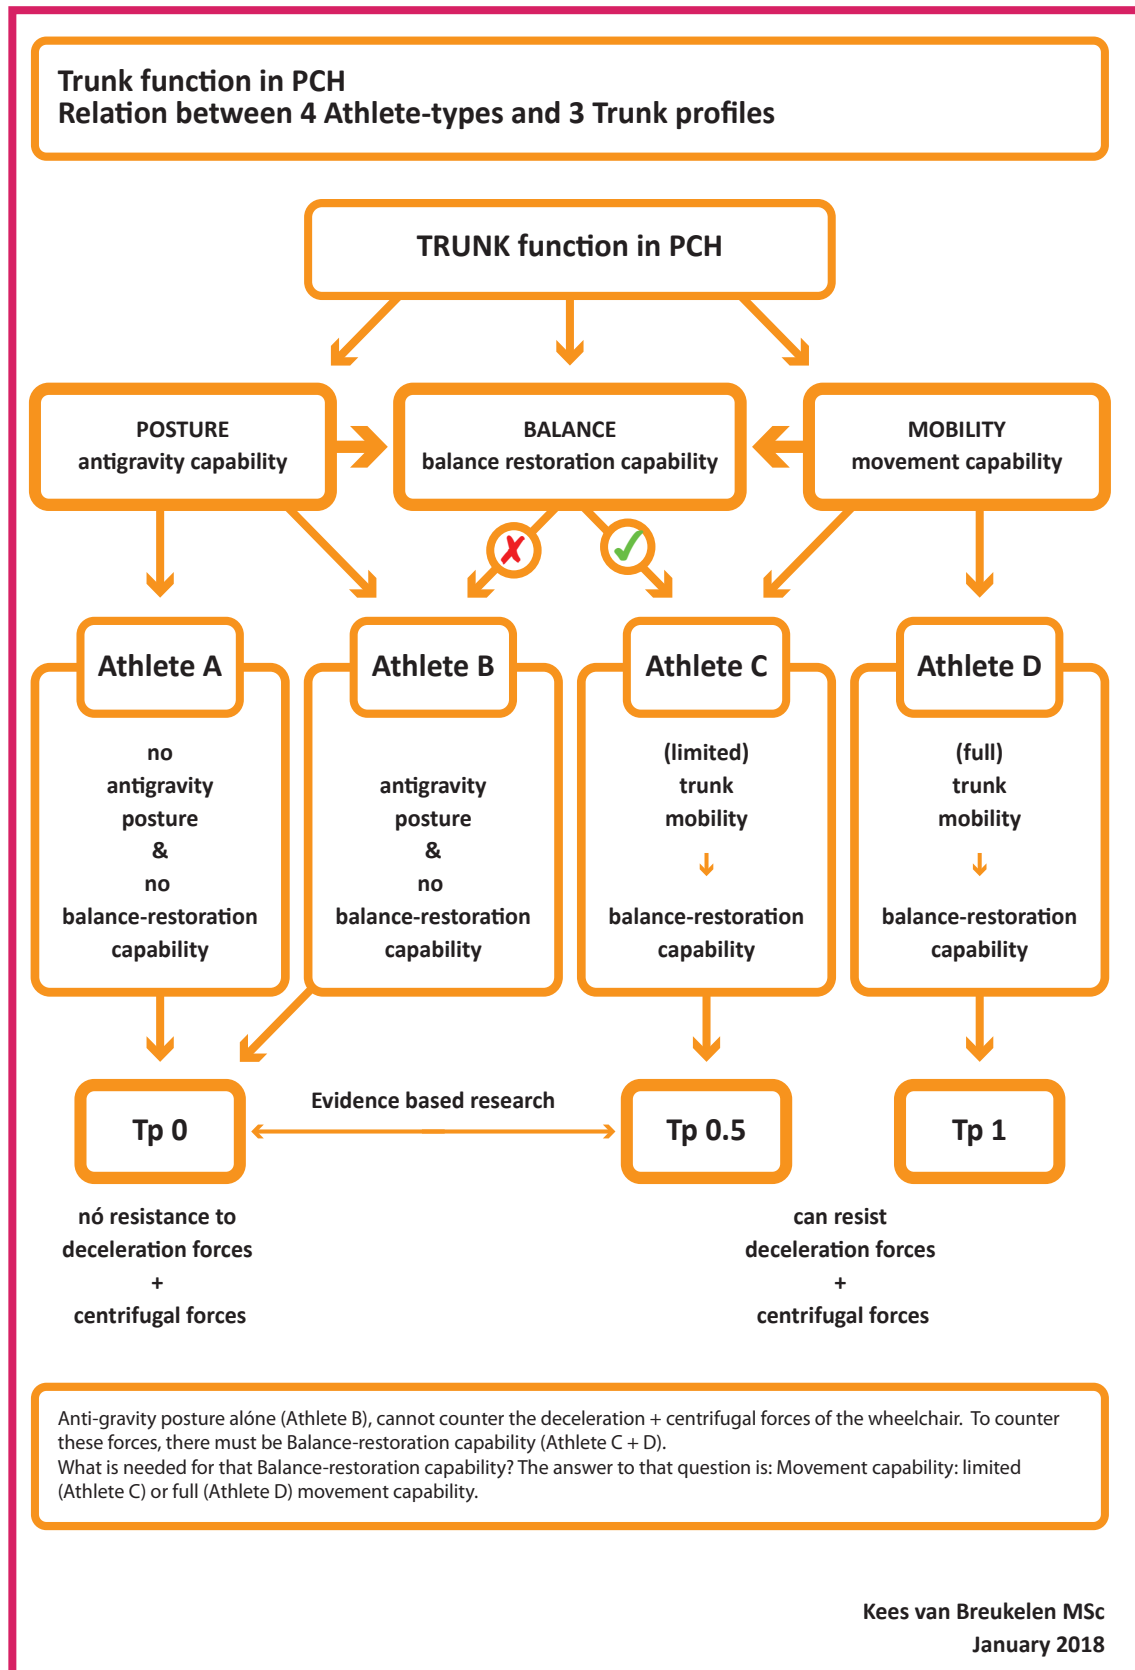 Trunk function in PCH
Relation between 4 Athlete-types and 3 Trunk profiles
TRUNK function in PCH
POSTURE
antigravity capability
BALANCE
balance restoration capability
MOBILITY
movement capability
✗
✓
Athlete A
no
antigravity
posture
&
no
balance-restoration
capability
Athlete B
antigravity
posture
&
no
balance-restoration
capability
Athlete C
(limited)
trunk
mobility
balance-restoration
capability
Athlete D
(full)
trunk
mobility
balance-restoration
capability
Tp 0
Evidence based research
Tp 0.5
Tp 1
nó resistance to
deceleration forces
+
centrifugal forces
can resist
deceleration forces
+
centrifugal forces
Anti-gravity posture alóne (Athlete B), cannot counter the deceleration + centrifugal forces of the wheelchair.  To counter
these forces, there must be Balance-restoration capability (Athlete C + D).
What is needed for that Balance-restoration capability? The answer to that question is: Movement capability: limited
(Athlete C) or full (Athlete D) movement capability.
Kees van Breukelen MSc
January 2018